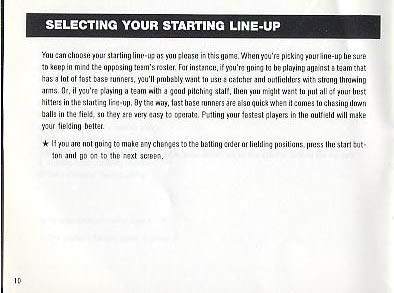 SELECTING YOUR STARTING LINE-UP
You can choose your starting line-up as you please in this game. When you're picking your line-up be sure
to keep in mind the opposing team's roster. For instance, if you're going to be playing against a team that
has a lot of fast base runners, you'll probably want to use a catcher and outfielders with strong throwing
arms. Or, if you're playing a team with a good pitching staff, then you might want to put all of your best
hitters in the starting line-up. By the way, fast base runners are also quick when it comes to chasing down
balls in the field, so they are very easy to operate. Putting your fastest players in the outfield will make
your fielding better.
★ If you are not going to make any changes to the batting order or fielding positions, press the start but-
ton and go on to the next screen.
10